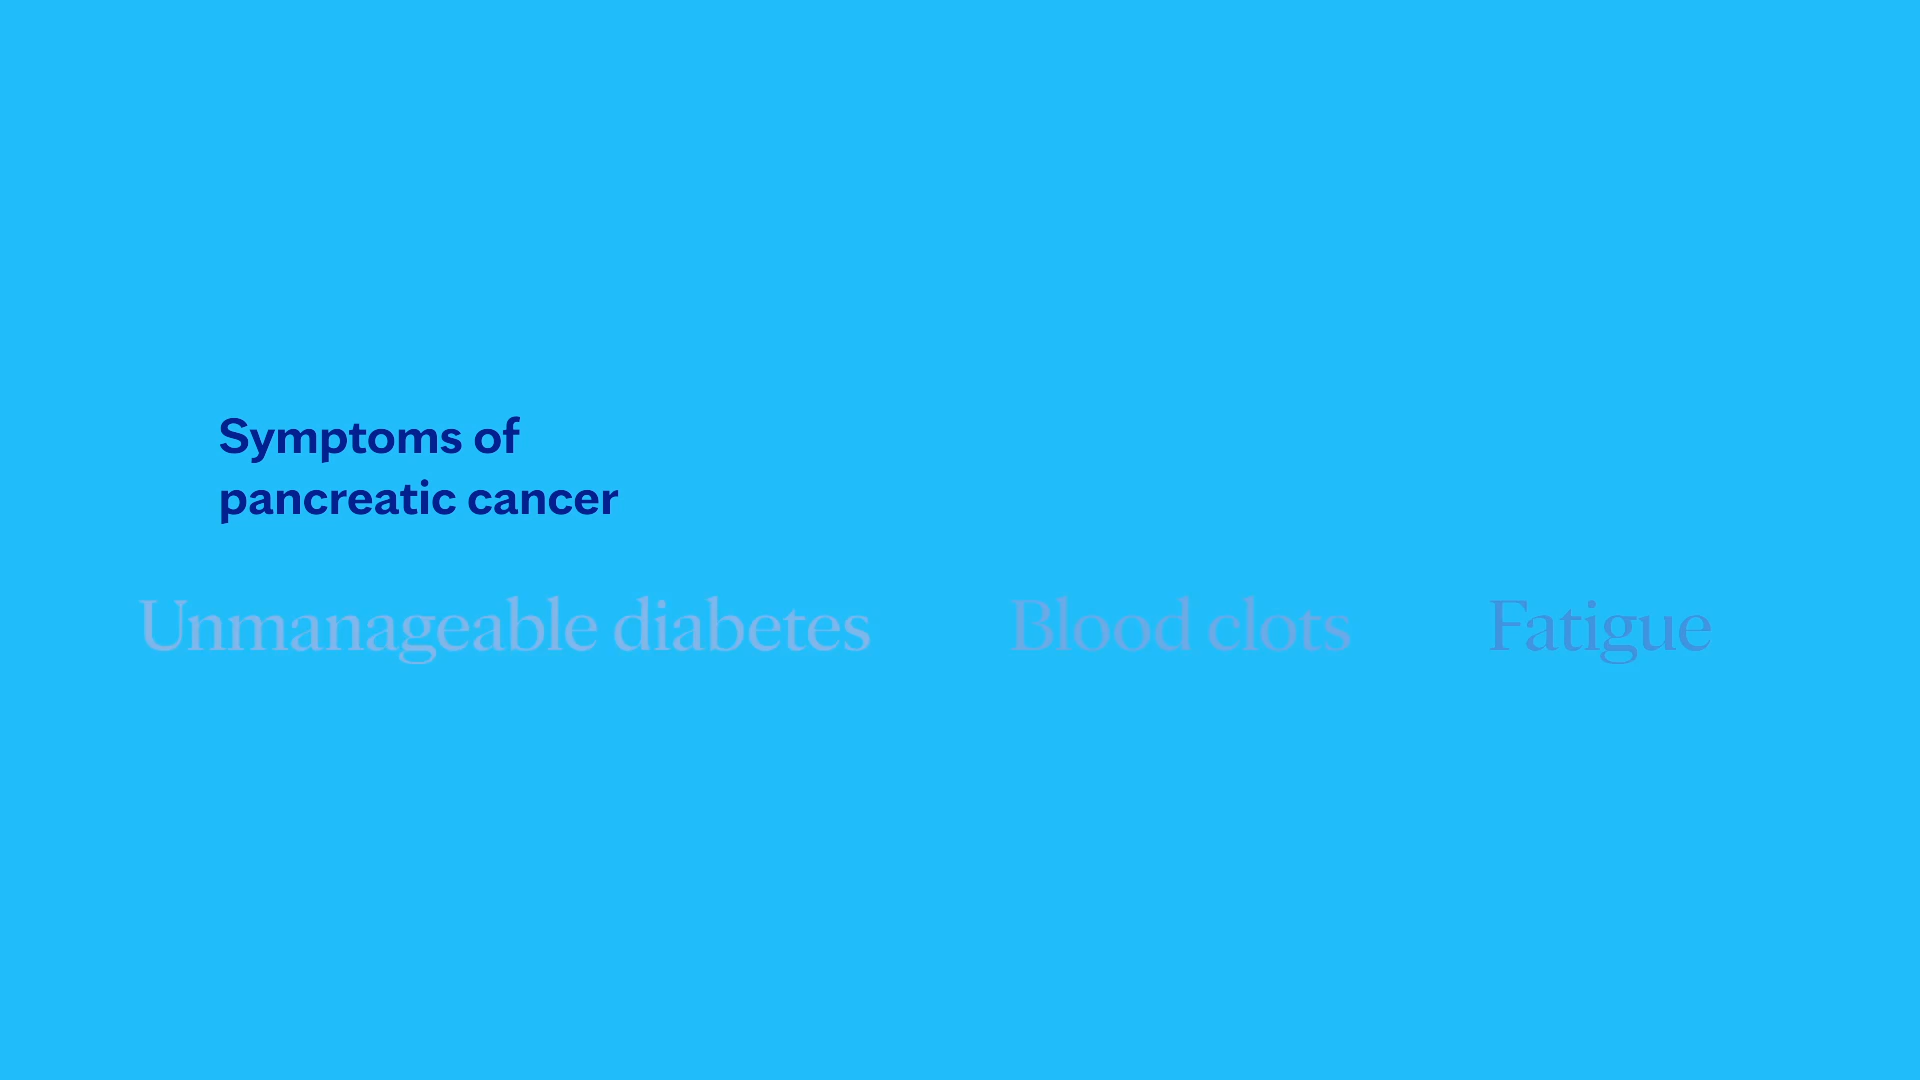 Symptoms of
pancreatic cancer
Unmanageable diabetes Blood clots Fatigue